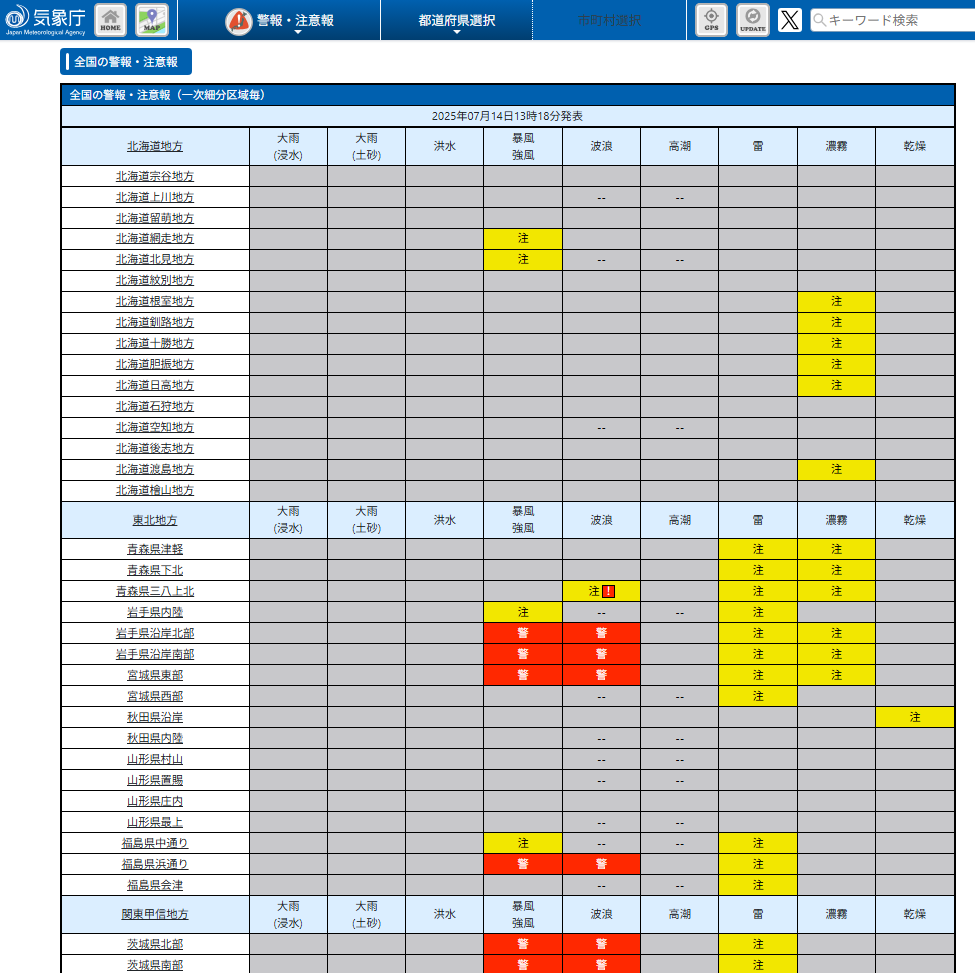 気象庁
Japan Meteorological Agency
HOME
MAP
警報・注意報
都道府県選択
市町村選択
GPS
UPDATE
キーワード検索
全国の警報・注意報
全国の警報・注意報（一次細分区域毎）
2025年07月14日13時18分発表
北海道地方 大雨(浸水) 大雨(土砂) 洪水 暴風強風 波浪 高潮 雷 濃霧 乾燥
北海道宗谷地方
北海道上川地方 -- --
北海道留萌地方
北海道網走地方 注
北海道北見地方 注 -- --
北海道紋別地方
北海道根室地方 注
北海道釧路地方 注
北海道十勝地方 注
北海道胆振地方 注
北海道日高地方 注
北海道石狩地方
北海道空知地方 -- --
北海道後志地方
北海道渡島地方 注
北海道檜山地方
東北地方 大雨(浸水) 大雨(土砂) 洪水 暴風強風 波浪 高潮 雷 濃霧 乾燥
青森県津軽 注 注
青森県下北 注 注
青森県三八上北 注! 注 注
岩手県内陸 注 -- -- 注
岩手県沿岸北部 警 警 注 注
岩手県沿岸南部 警 警 注 注
宮城県東部 警 警 注 注
宮城県西部 -- -- 注
秋田県沿岸 注
秋田県内陸 -- --
山形県村山 -- --
山形県置賜 -- --
山形県庄内
山形県最上 -- --
福島県中通り 注 -- -- 注
福島県浜通り 警 警 注
福島県会津 -- -- 注
関東甲信地方 大雨(浸水) 大雨(土砂) 洪水 暴風強風 波浪 高潮 雷 濃霧 乾燥
茨城県北部 警 警 注
茨城県南部 警 警 注